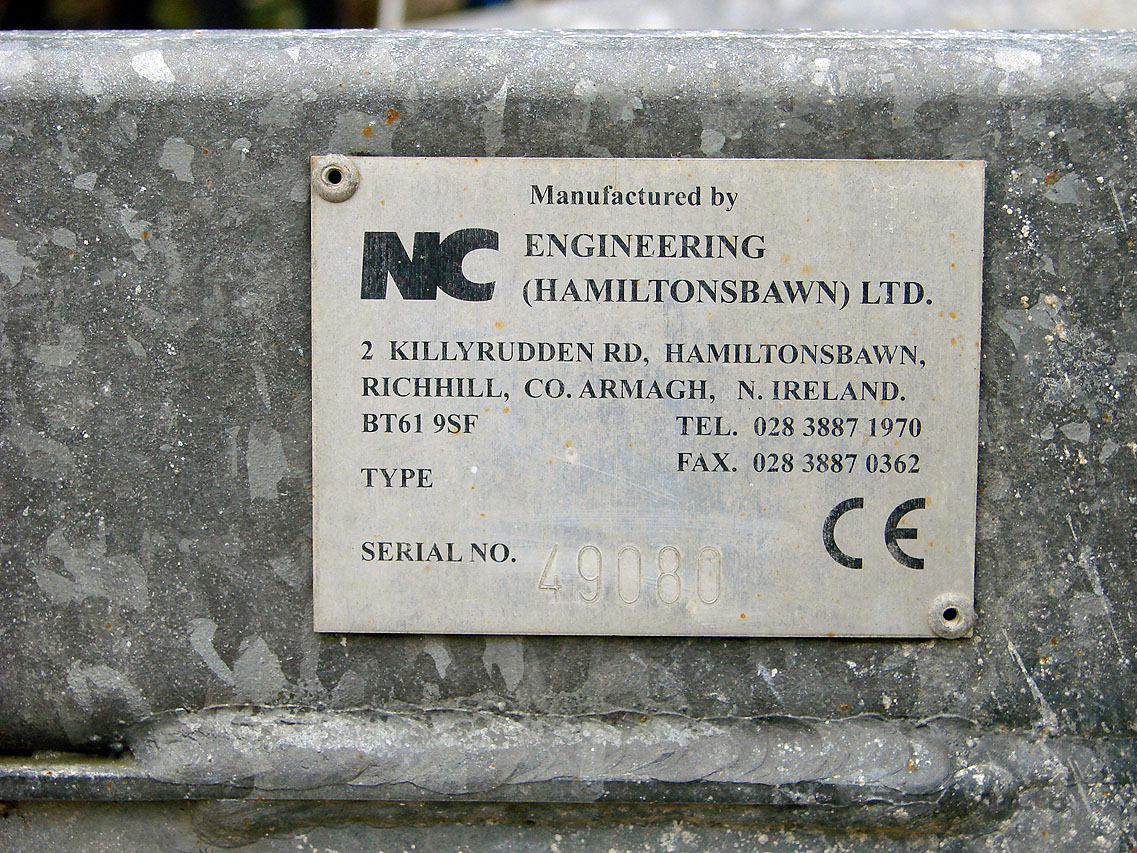 Manufactured by
NC ENGINEERING
(HAMILTONSBAWN) LTD.
2 KILLYRUDDEN RD, HAMILTONSBAWN,
RICHHILL, CO. ARMAGH, N. IRELAND.
BT61 9SF TEL. 028 3887 1970
FAX. 028 3887 0362
TYPE
CE
SERIAL NO. 49080